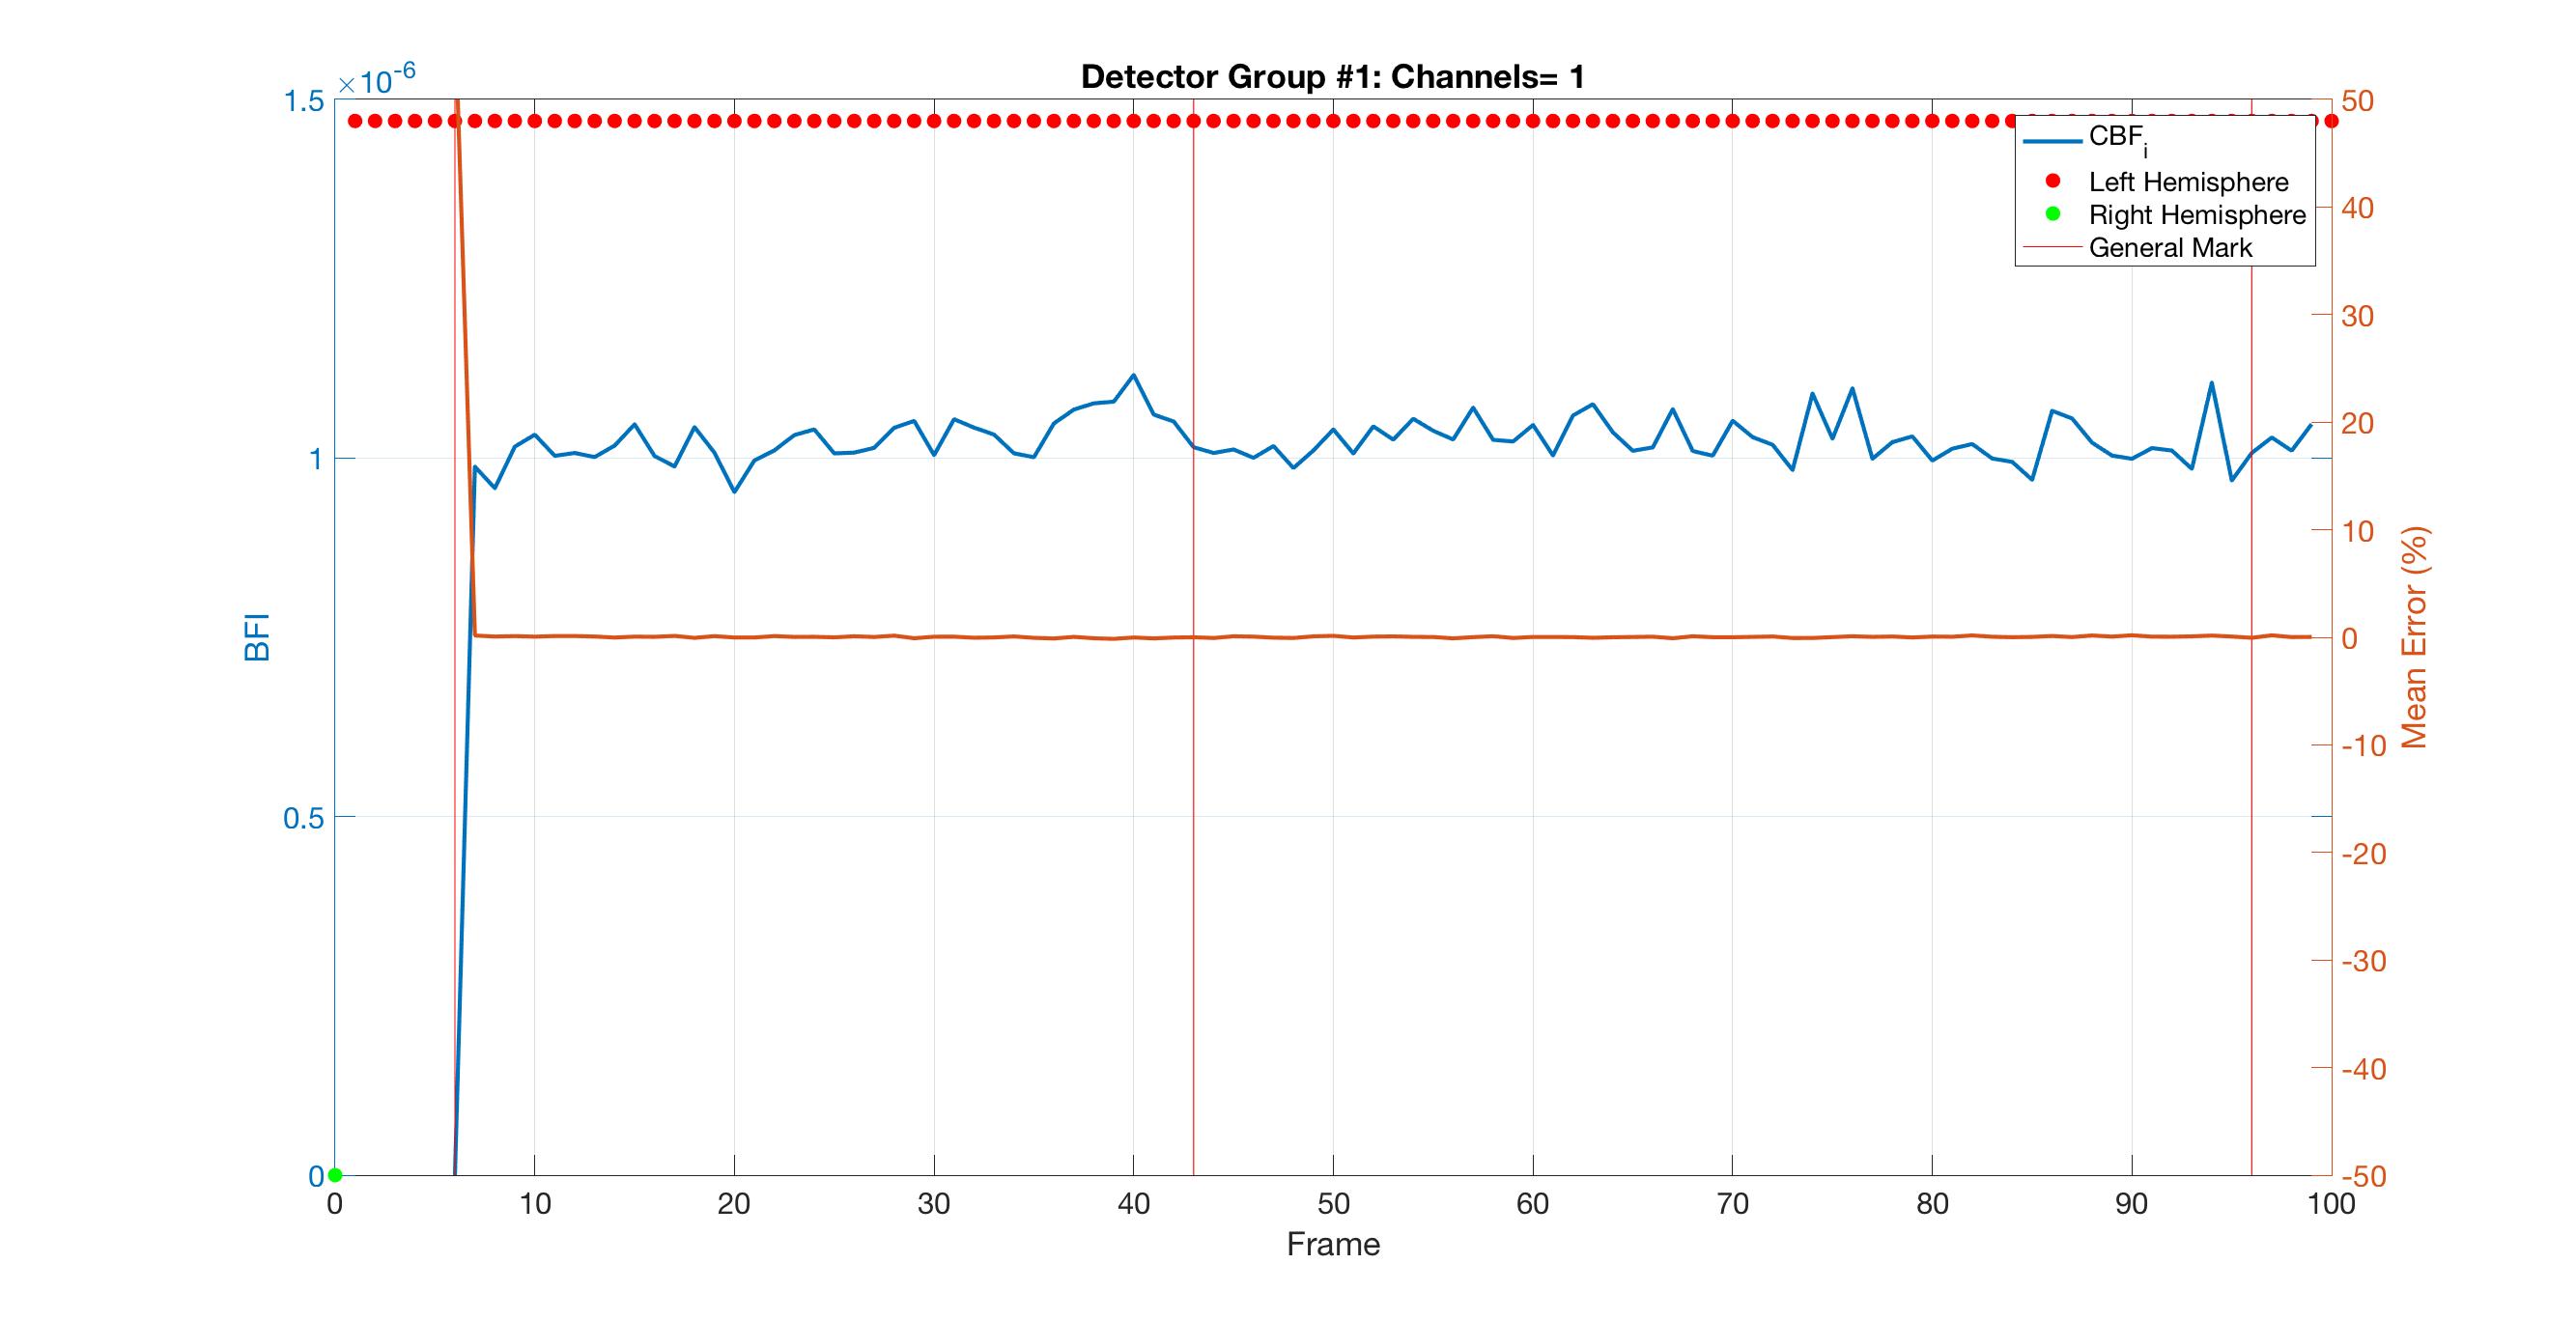 Detector Group #1: Channels= 1
×10-6
1.5
1
0.5
0
BFI
50
40
30
20
10
0
-10
-20
-30
-40
-50
Mean Error (%)
CBFi
Left Hemisphere
Right Hemisphere
General Mark
0 10 20 30 40 50 60 70 80 90 100
Frame